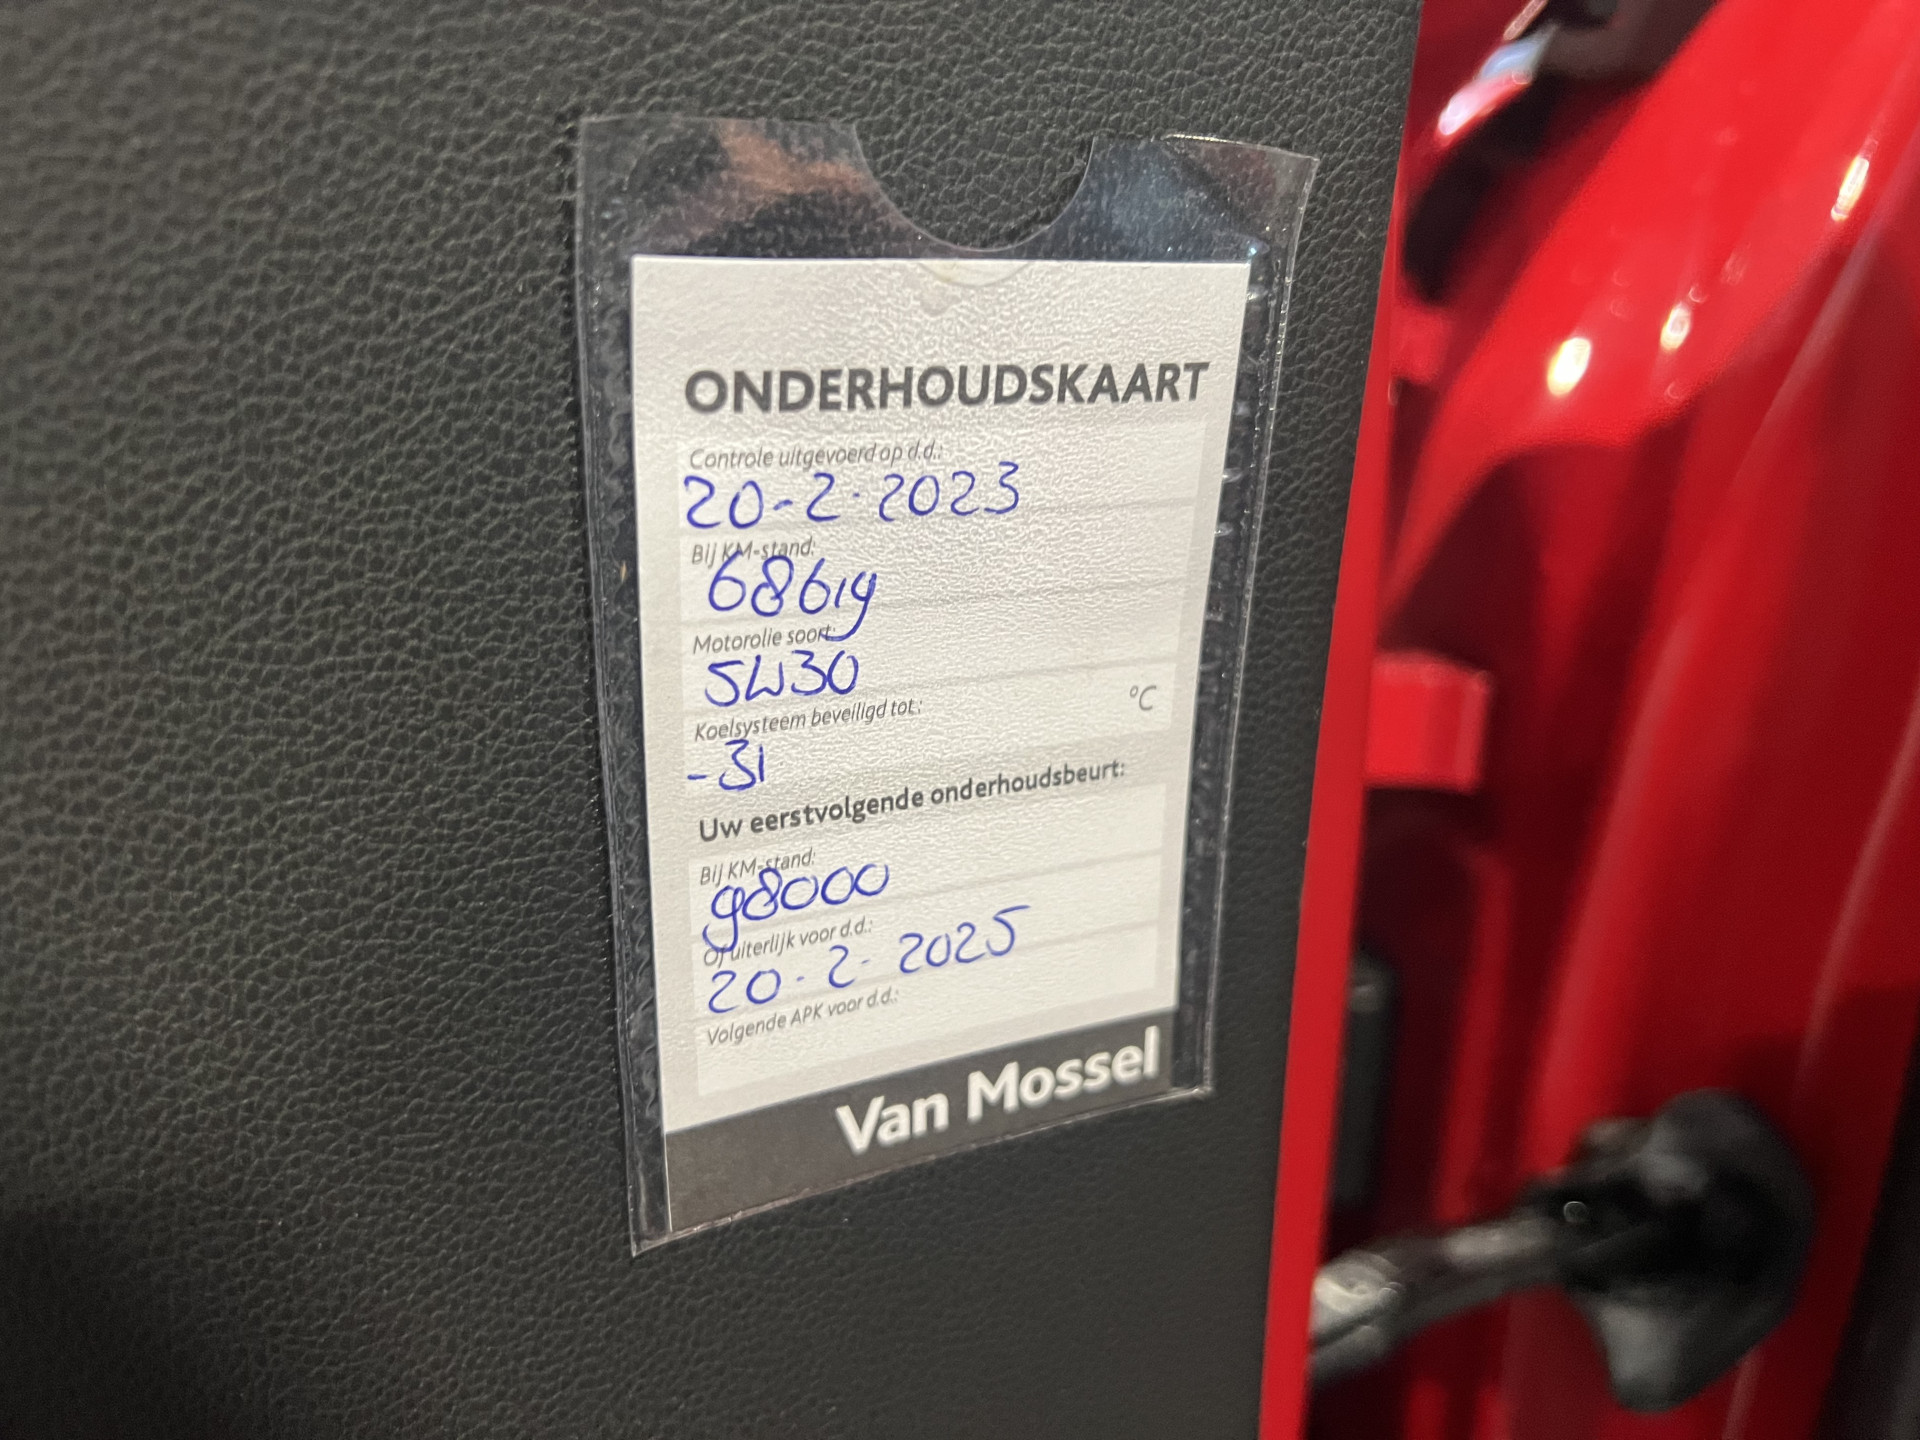 ONDERHOUDSKAART
Controle uitgevoerd op d.d.:
20-2-2023
Bij KM-stand:
68619
Motorolie soort:
5W30
Koelsysteem beveiligd tot: °C
-31
Uw eerstvolgende onderhoudsbeurt:
Bij KM-stand:
98000
Of uiterlijk voor d.d.:
20-2-2025
Volgende APK voor d.d.:
Van Mossel